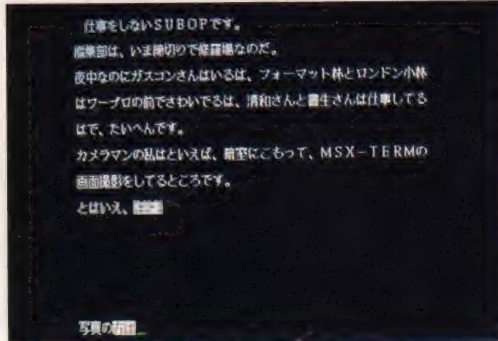 仕事をしないSUBOPです。
編集部は、いま締切りで修羅場なのだ。
夜中なのにガスコンさんはいるは、フォーマット林とロンドン小林
はワープロの前でさわいでるは、清和さんと書生さんは仕事してる
はで、たいへんです。
カメラマンの私はといえば、暗室にこもって、MSX－TERMの
画面撮影をしてるところです。
とはいえ、
写真の